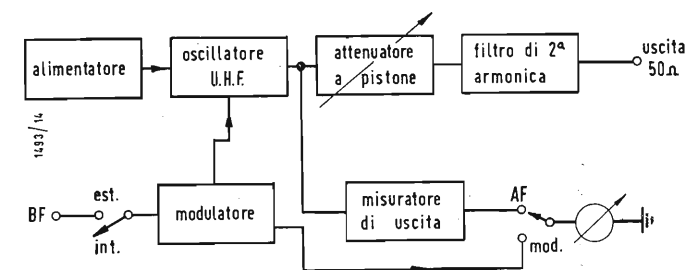 alimentatore
oscillatore
U.H.F.
attenuatore
a pistone
filtro di 2ª
armonica
uscita
50Ω
1493/14
BF
est.
int.
modulatore
misuratore
di uscita
AF
mod.